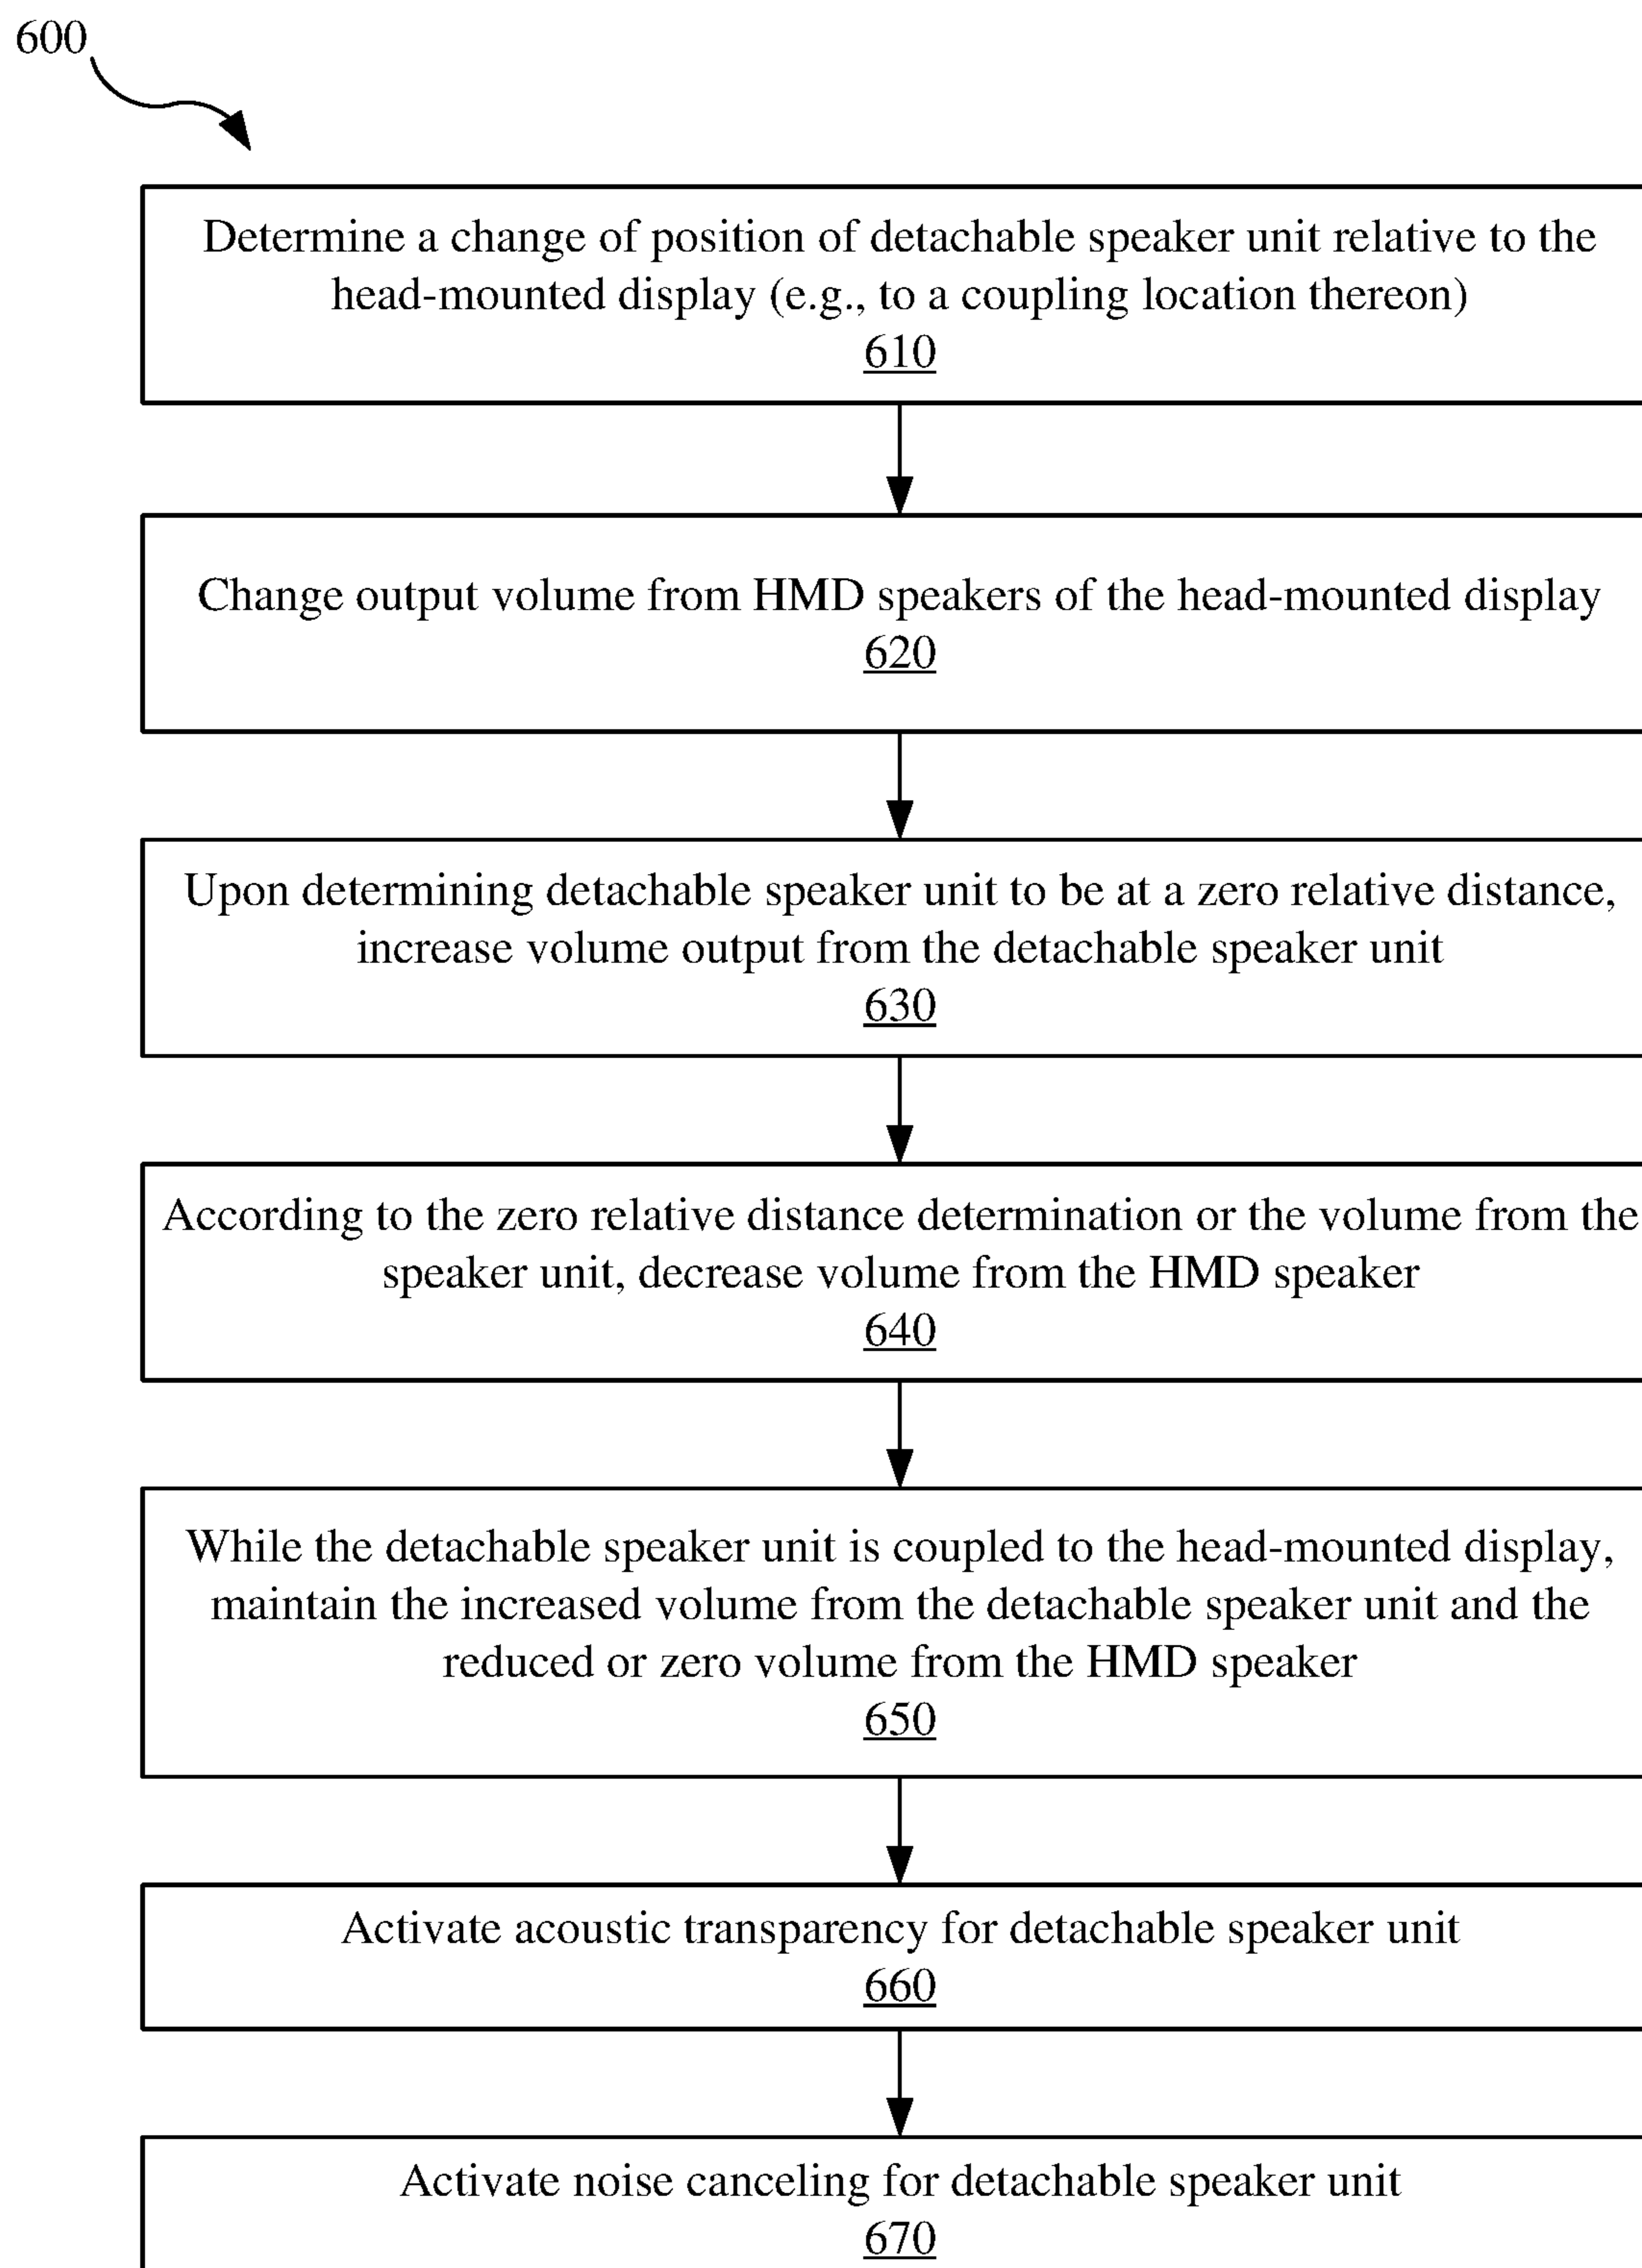 600
Determine a change of position of detachable speaker unit relative to the
head-mounted display (e.g., to a coupling location thereon)
610
Change output volume from HMD speakers of the head-mounted display
620
Upon determining detachable speaker unit to be at a zero relative distance,
increase volume output from the detachable speaker unit
630
According to the zero relative distance determination or the volume from the
speaker unit, decrease volume from the HMD speaker
640
While the detachable speaker unit is coupled to the head-mounted display,
maintain the increased volume from the detachable speaker unit and the
reduced or zero volume from the HMD speaker
650
Activate acoustic transparency for detachable speaker unit
660
Activate noise canceling for detachable speaker unit
670